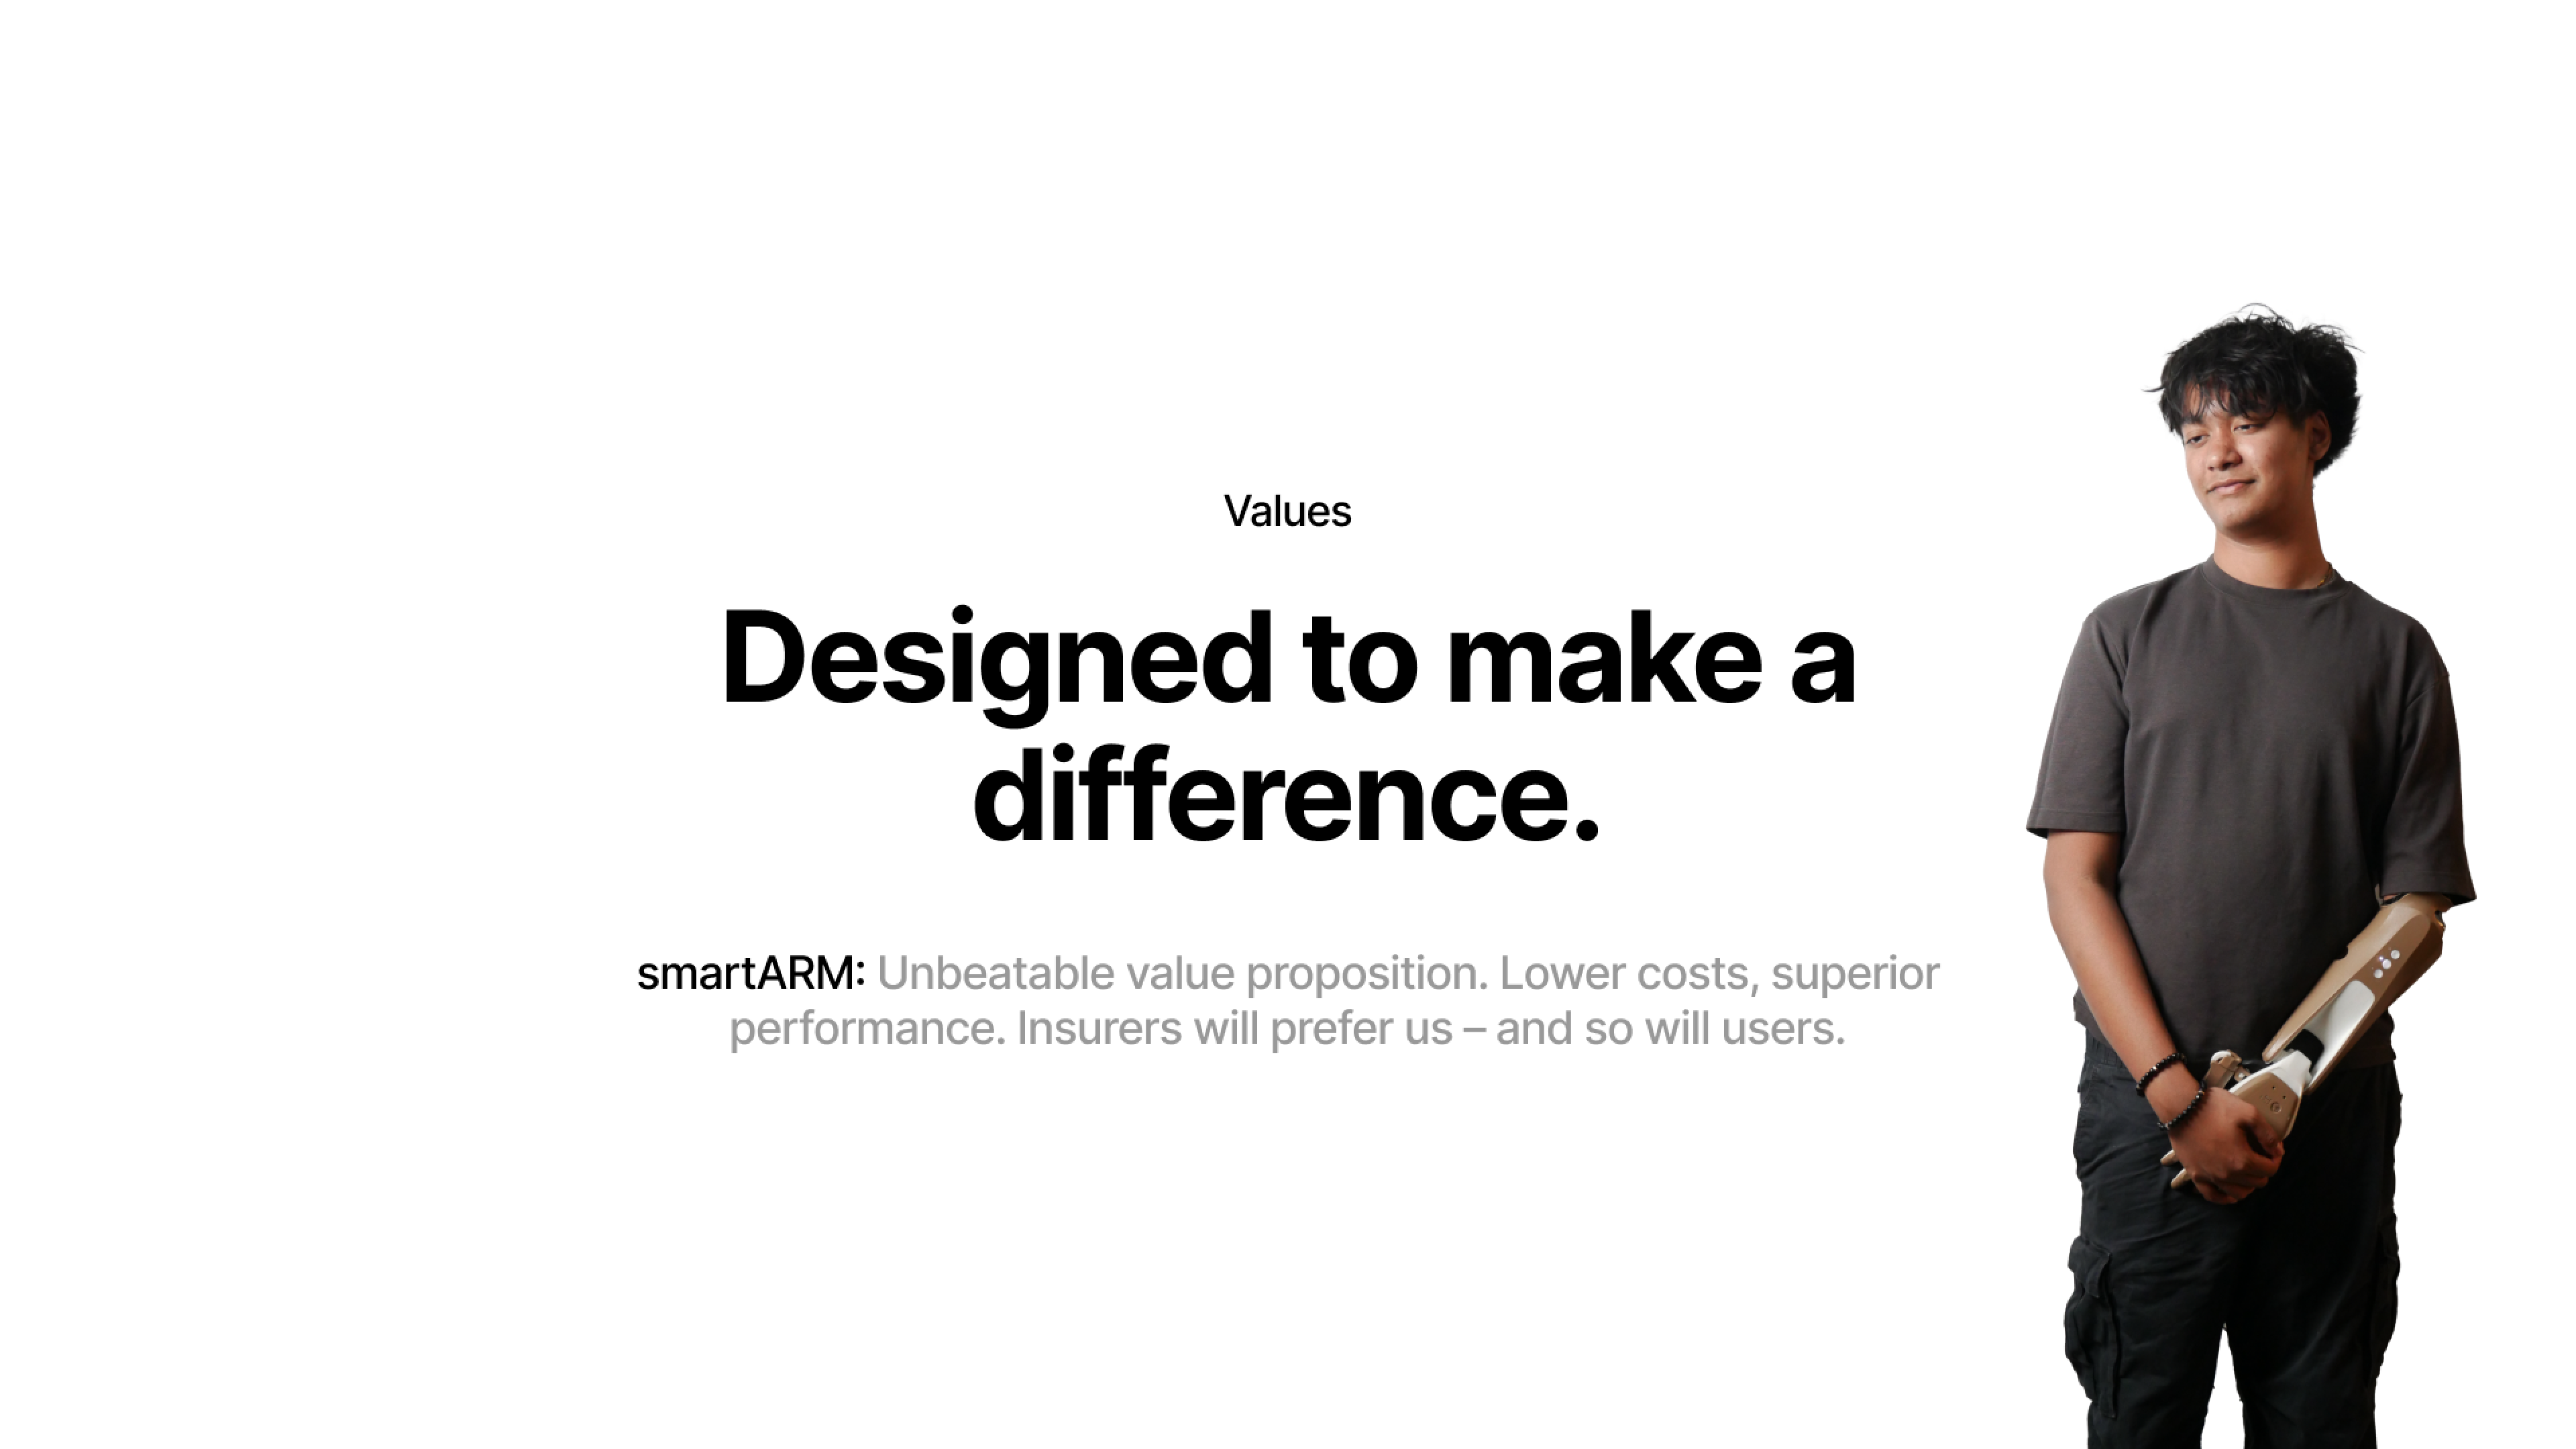 Values
Designed to make a
difference.
smartARM: Unbeatable value proposition. Lower costs, superior
performance. Insurers will prefer us – and so will users.